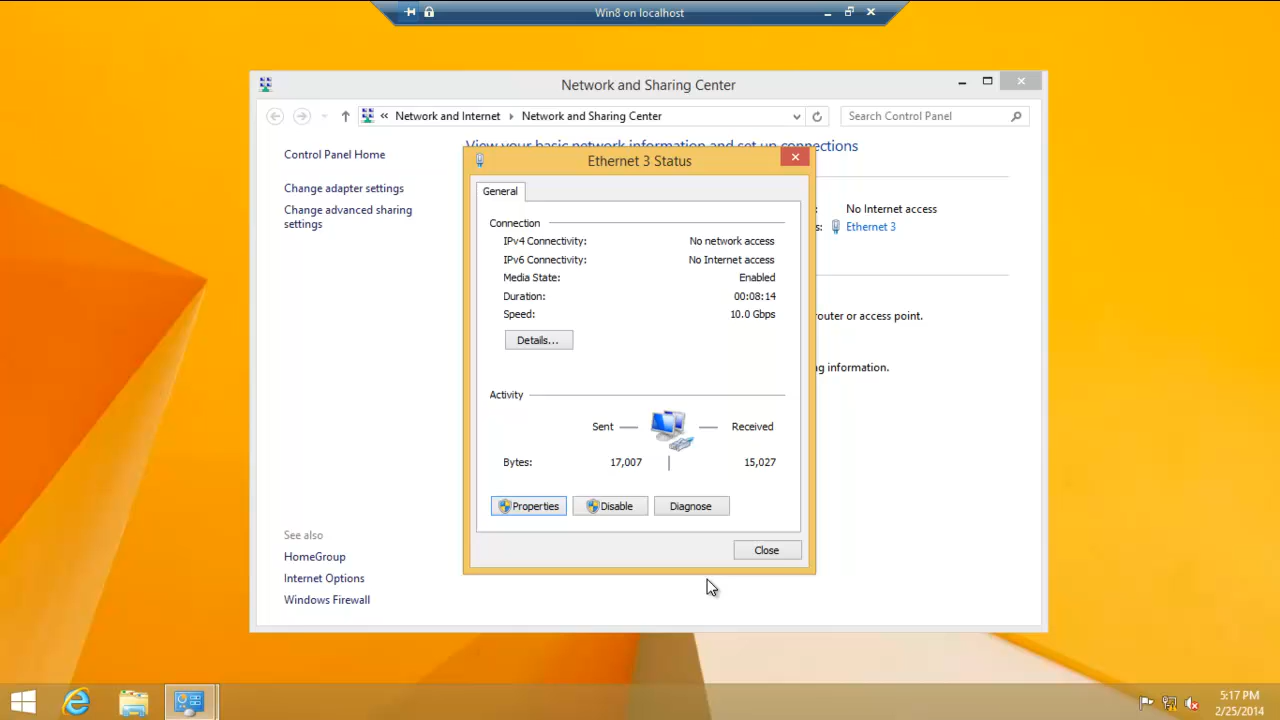 Win8 on localhost
Network and Sharing Center
« Network and Internet Network and Sharing Center
Search Control Panel
Control Panel Home
Change adapter settings
Change advanced sharing
settings
See also
HomeGroup
Internet Options
Windows Firewall
View your basic network information and set up connections
No Internet access
s: Ethernet 3
router or access point.
ng information.
Ethernet 3 Status
General
Connection
IPv4 Connectivity: No network access
IPv6 Connectivity: No Internet access
Media State: Enabled
Duration: 00:08:14
Speed: 10.0 Gbps
Details...
Activity
Sent Received
Bytes: 17,007 15,027
Properties Disable Diagnose
Close
5:17 PM
2/25/2014